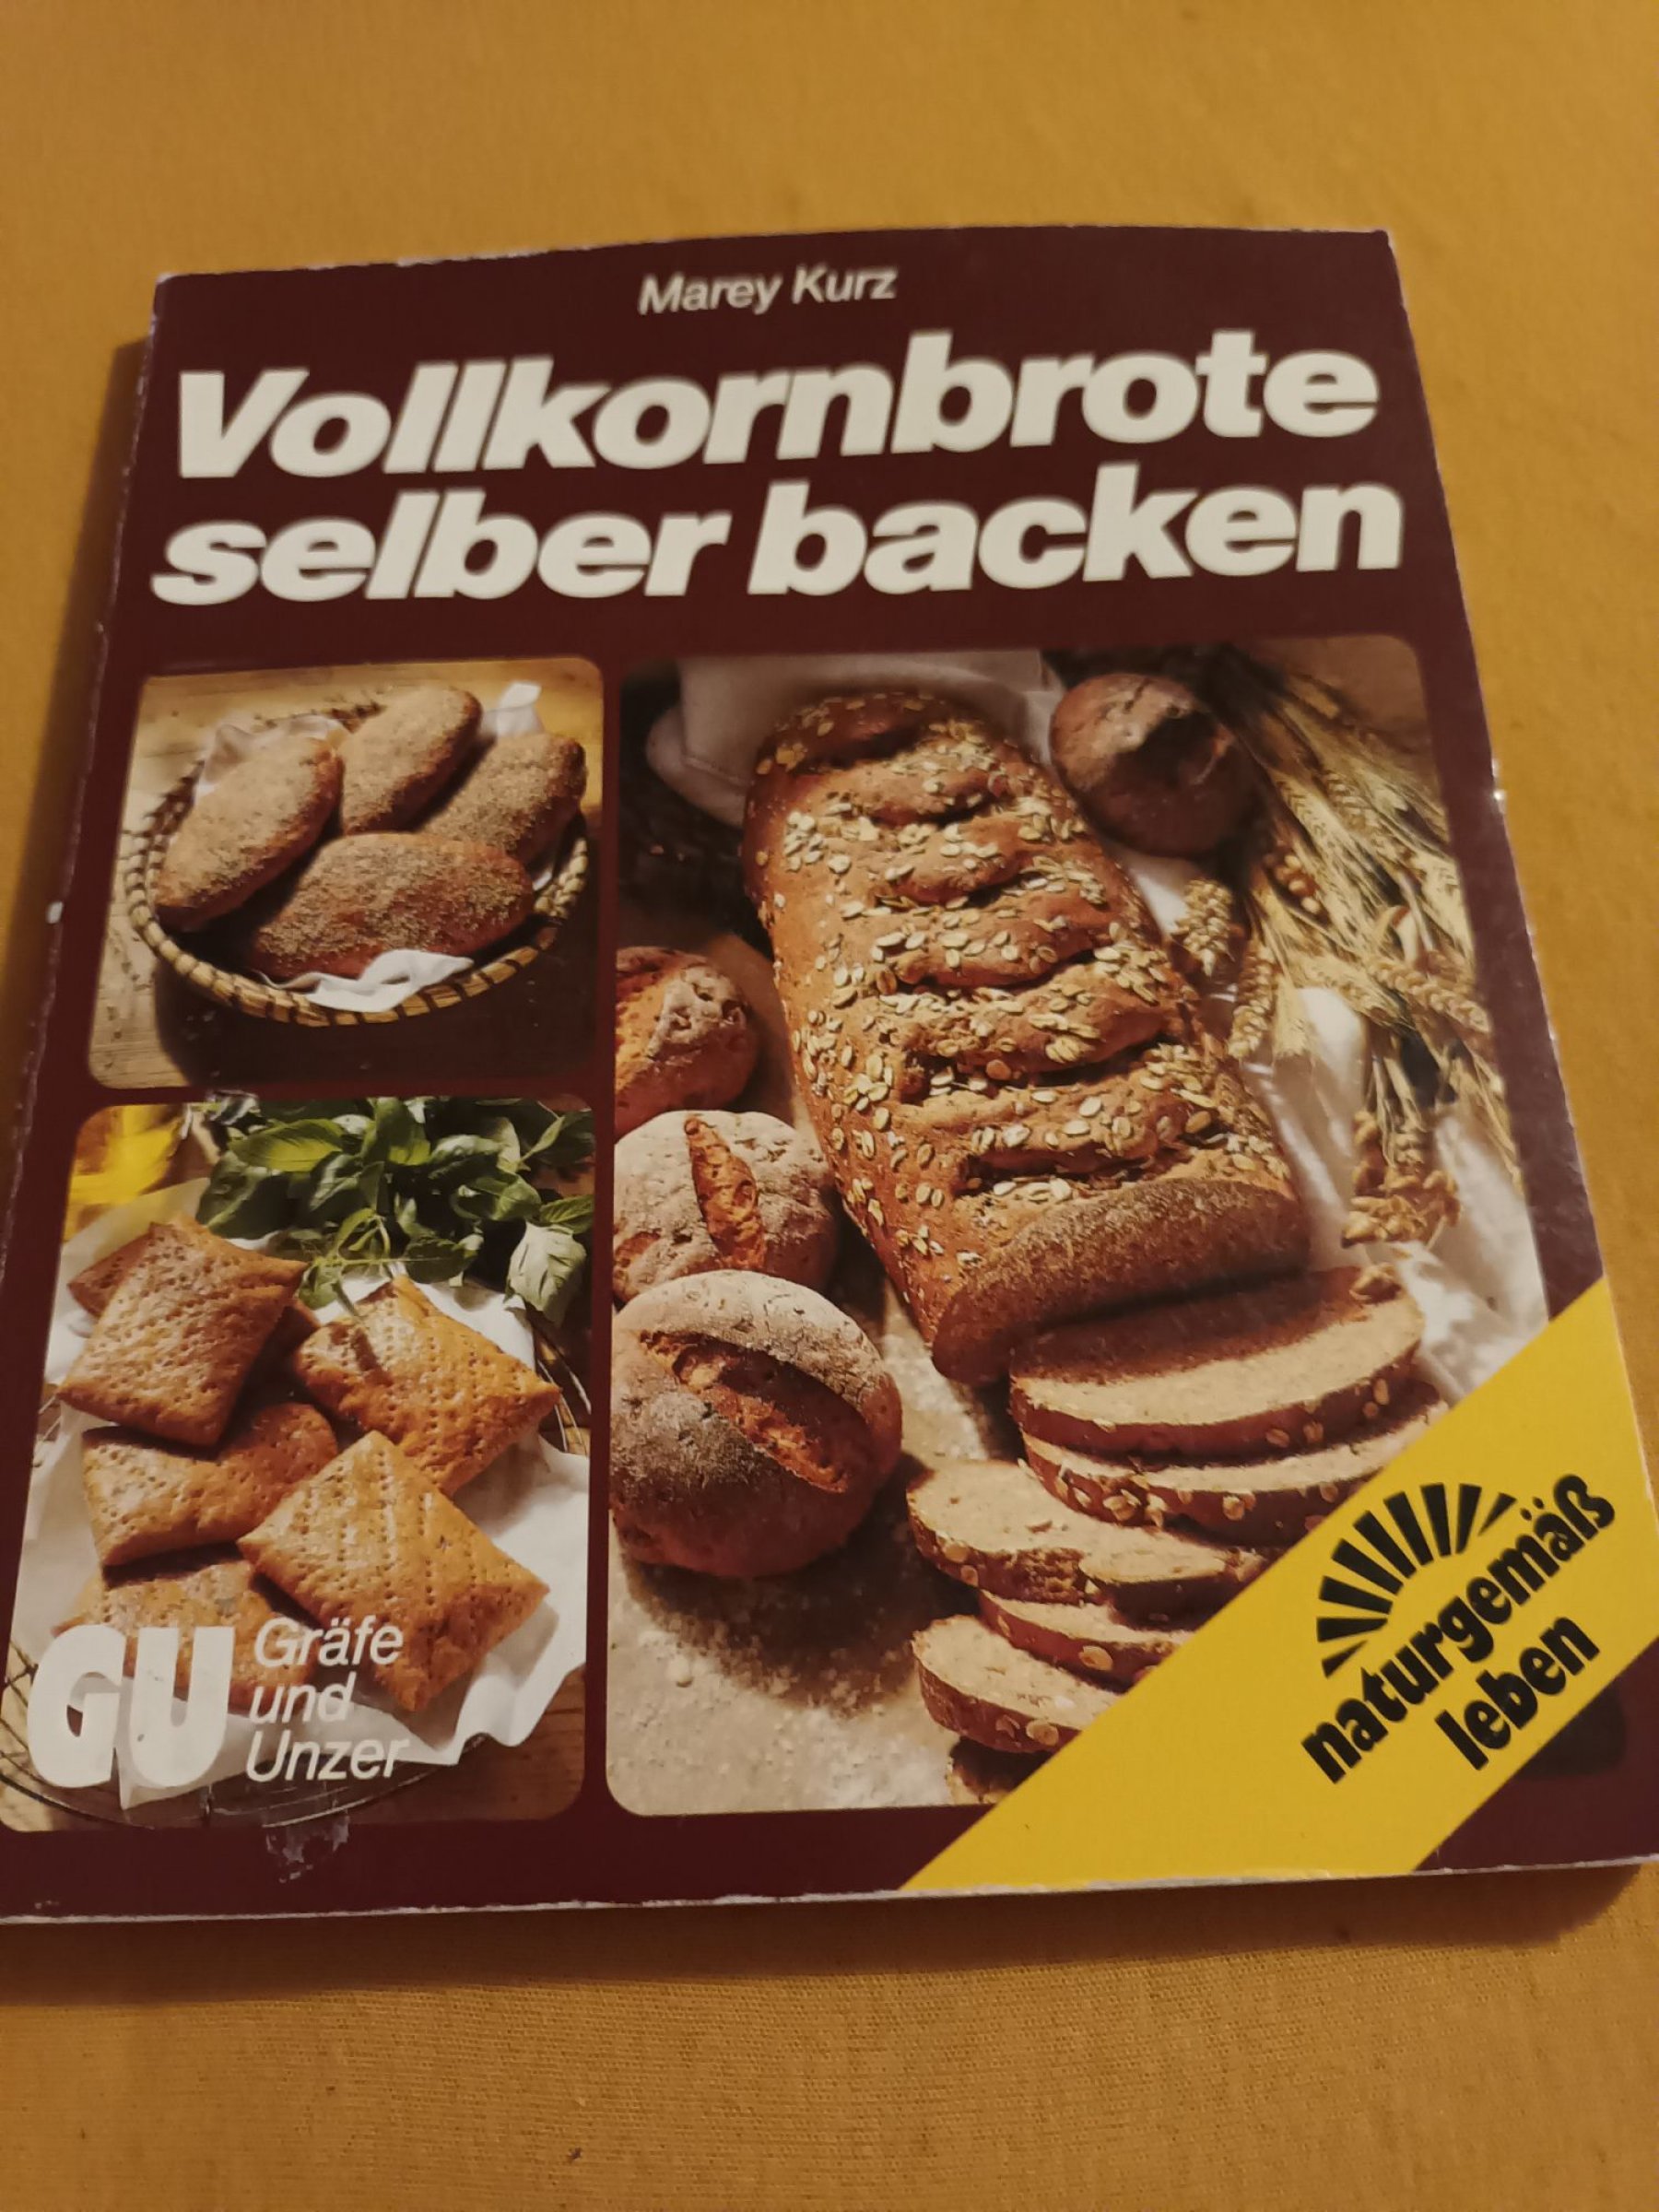 Marey Kurz
Vollkornbrote
selber backen
GU
Gräfe
und
Unzer
naturgemäß
leben